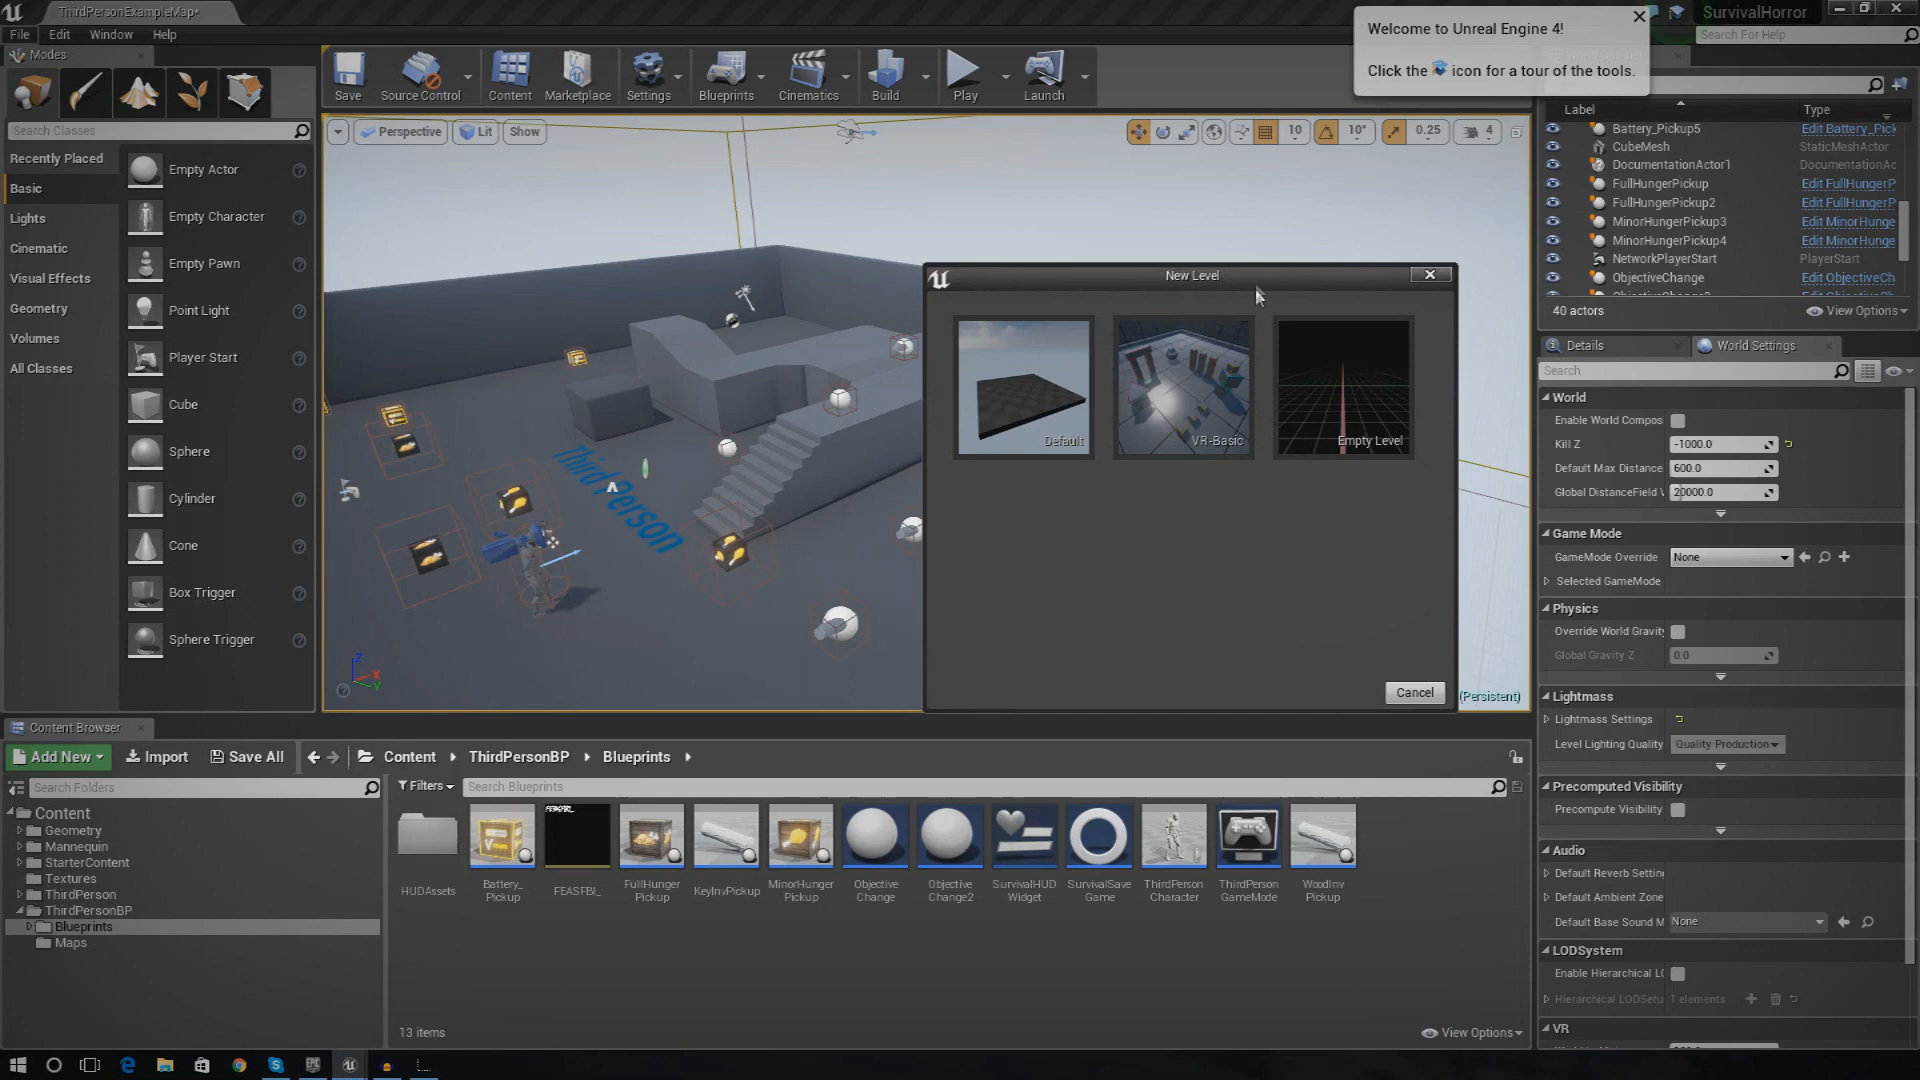 ThirdPersonExampleMap*
SurvivalHorror
File Edit Window Help
Search For Help
Welcome to Unreal Engine 4!
Click the icon for a tour of the tools.
Modes
Search Classes
Recently Placed
Basic
Lights
Cinematic
Visual Effects
Geometry
Volumes
All Classes
Empty Actor
Empty Character
Empty Pawn
Point Light
Player Start
Cube
Sphere
Cylinder
Cone
Box Trigger
Sphere Trigger
Save Source Control Content Marketplace Settings Blueprints Cinematics Build Play Launch
Perspective Lit Show
10 10° 0.25 4
ThirdPerson
(Persistent)
New Level
Default
VR-Basic
Empty Level
Cancel
Label Type
Battery_Pickup5 Edit Battery_Pick
CubeMesh StaticMeshActor
DocumentationActor1 DocumentationAc
FullHungerPickup Edit FullHungerP
FullHungerPickup2 Edit FullHungerP
MinorHungerPickup3 Edit MinorHunge
MinorHungerPickup4 Edit MinorHunge
NetworkPlayerStart PlayerStart
ObjectiveChange Edit ObjectiveCh
40 actors View Options
Details World Settings
Search
World
Enable World Compos
Kill Z -1000.0
Default Max Distance 600.0
Global DistanceField V 20000.0
Game Mode
GameMode Override None
Selected GameMode
Physics
Override World Gravity
Global Gravity Z 0.0
Lightmass
Lightmass Settings
Level Lighting Quality Quality Production
Precomputed Visibility
Precompute Visibility
Audio
Default Reverb Settin
Default Ambient Zone
Default Base Sound M None
LODSystem
Enable Hierarchical LO
Hierarchical LODSetu 1 elements
VR
Content Browser
Add New Import Save All Content ThirdPersonBP Blueprints
Search Folders
Filters Search Blueprints
Content
Geometry
Mannequin
StarterContent
Textures
ThirdPerson
ThirdPersonBP
Blueprints
Maps
HUDAssets
Battery_
Pickup
FEASFBI_
FullHunger
Pickup
KeyInvPickup
MinorHunger
Pickup
Objective
Change
Objective
Change2
SurvivalHUD
Widget
SurvivalSave
Game
ThirdPerson
Character
ThirdPerson
GameMode
WoodInv
Pickup
13 items View Options